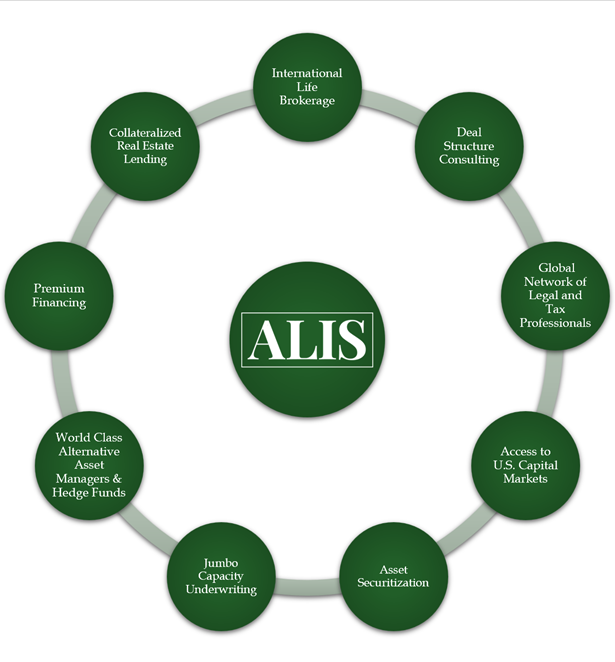 International
Life
Brokerage
Deal
Structure
Consulting
Global
Network of
Legal and
Tax
Professionals
Access to
U.S. Capital
Markets
Asset
Securitization
Jumbo
Capacity
Underwriting
World Class
Alternative
Asset
Managers &
Hedge Funds
Premium
Financing
Collateralized
Real Estate
Lending
ALIS